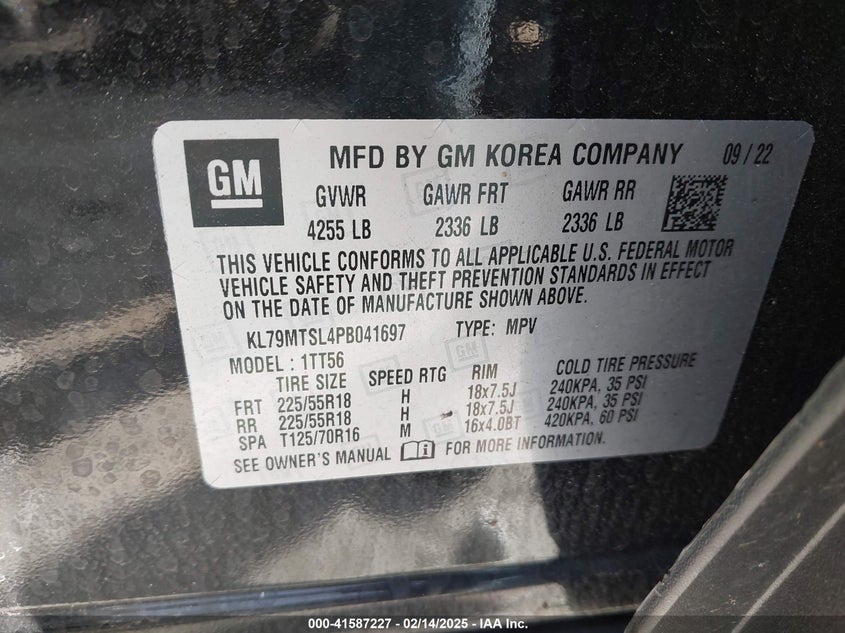 GM
MFD BY GM KOREA COMPANY 09 / 22
GVWR GAWR FRT GAWR RR
4255 LB 2336 LB 2336 LB
THIS VEHICLE CONFORMS TO ALL APPLICABLE U.S. FEDERAL MOTOR
VEHICLE SAFETY AND THEFT PREVENTION STANDARDS IN EFFECT
ON THE DATE OF MANUFACTURE SHOWN ABOVE.
KL79MTSL4PB041697 TYPE: MPV
MODEL : 1TT56
TIRE SIZE SPEED RTG RIM COLD TIRE PRESSURE
FRT 225/55R18 H 18x7.5J 240KPA, 35 PSI
RR 225/55R18 H 18x7.5J 240KPA, 35 PSI
SPA T125/70R16 M 16x4.0BT 420KPA, 60 PSI
SEE OWNER'S MANUAL FOR MORE INFORMATION.
000-41587227 - 02/14/2025 - © IAA Inc.